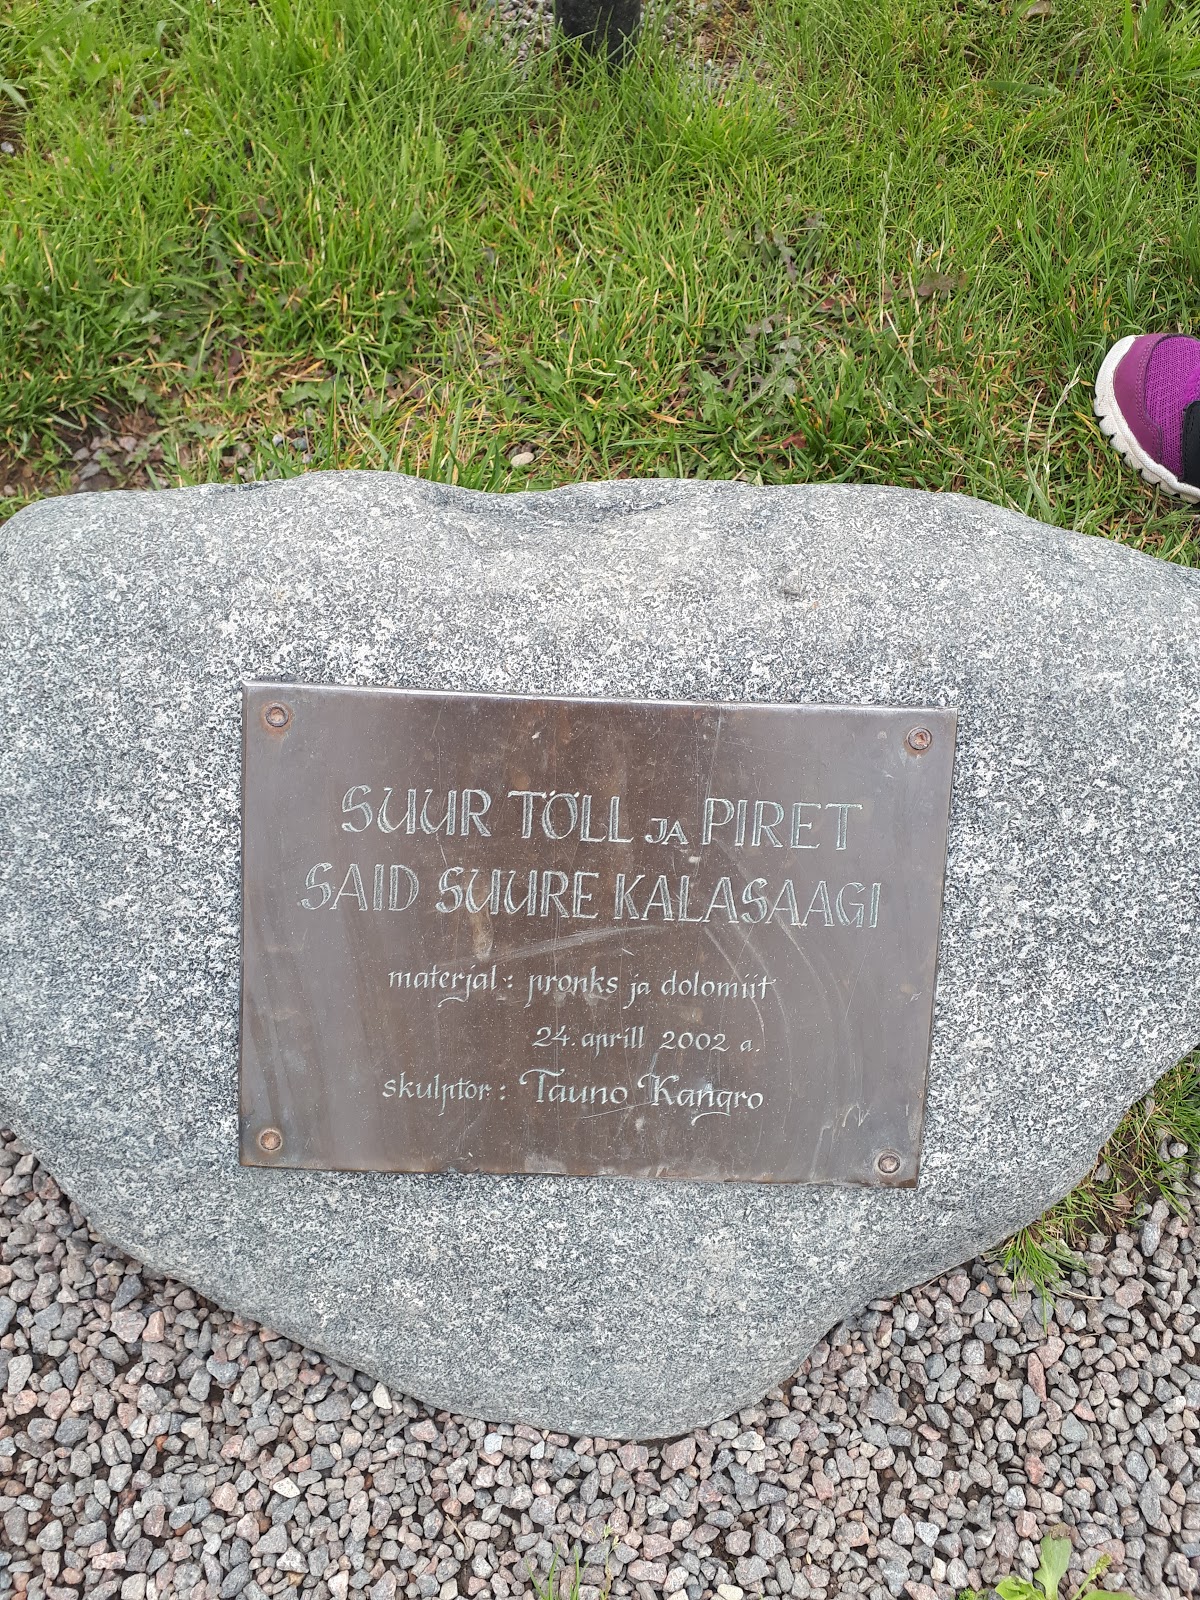 SUUR TÖLL JA PIRET
SAID SUURE KALASAAGI
materjal: pronks ja dolomiit
24. aprill 2002 a.
skulptor: Tauno Kangro